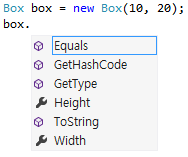 Box box = new Box(10, 20);
box.
Equals
GetHashCode
GetType
Height
ToString
Width